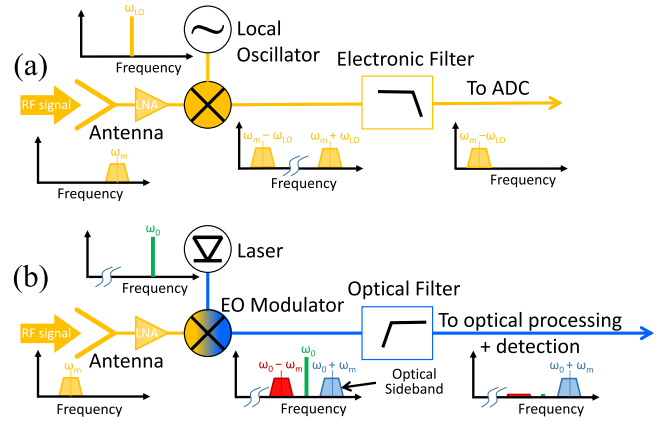 (a)
ω_LO
Frequency
Local
Oscillator
RF signal
Antenna
LNA
Electronic Filter
To ADC
ω_m
Frequency
ω_m − ω_LO
ω_m + ω_LO
Frequency
ω_m−ω_LO
Frequency
(b)
ω_0
Frequency
Laser
EO Modulator
RF signal
Antenna
LNA
Optical Filter
To optical processing
+ detection
ω_m
Frequency
ω_0 − ω_m
ω_0
ω_0 + ω_m
Optical
Sideband
Frequency
ω_0 + ω_m
Frequency